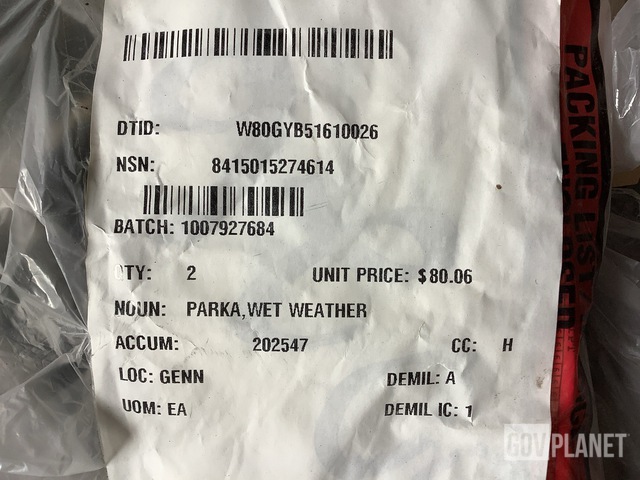 DTID: W80GYB51610026
NSN: 8415015274614
BATCH: 1007927684
QTY: 2 UNIT PRICE: $80.06
NOUN: PARKA,WET WEATHER
ACCUM: 202547 CC: H
LOC: GENN DEMIL: A
UOM: EA DEMIL IC: 1
PACKING LIST/
ENCLOSED
GOVPLANET